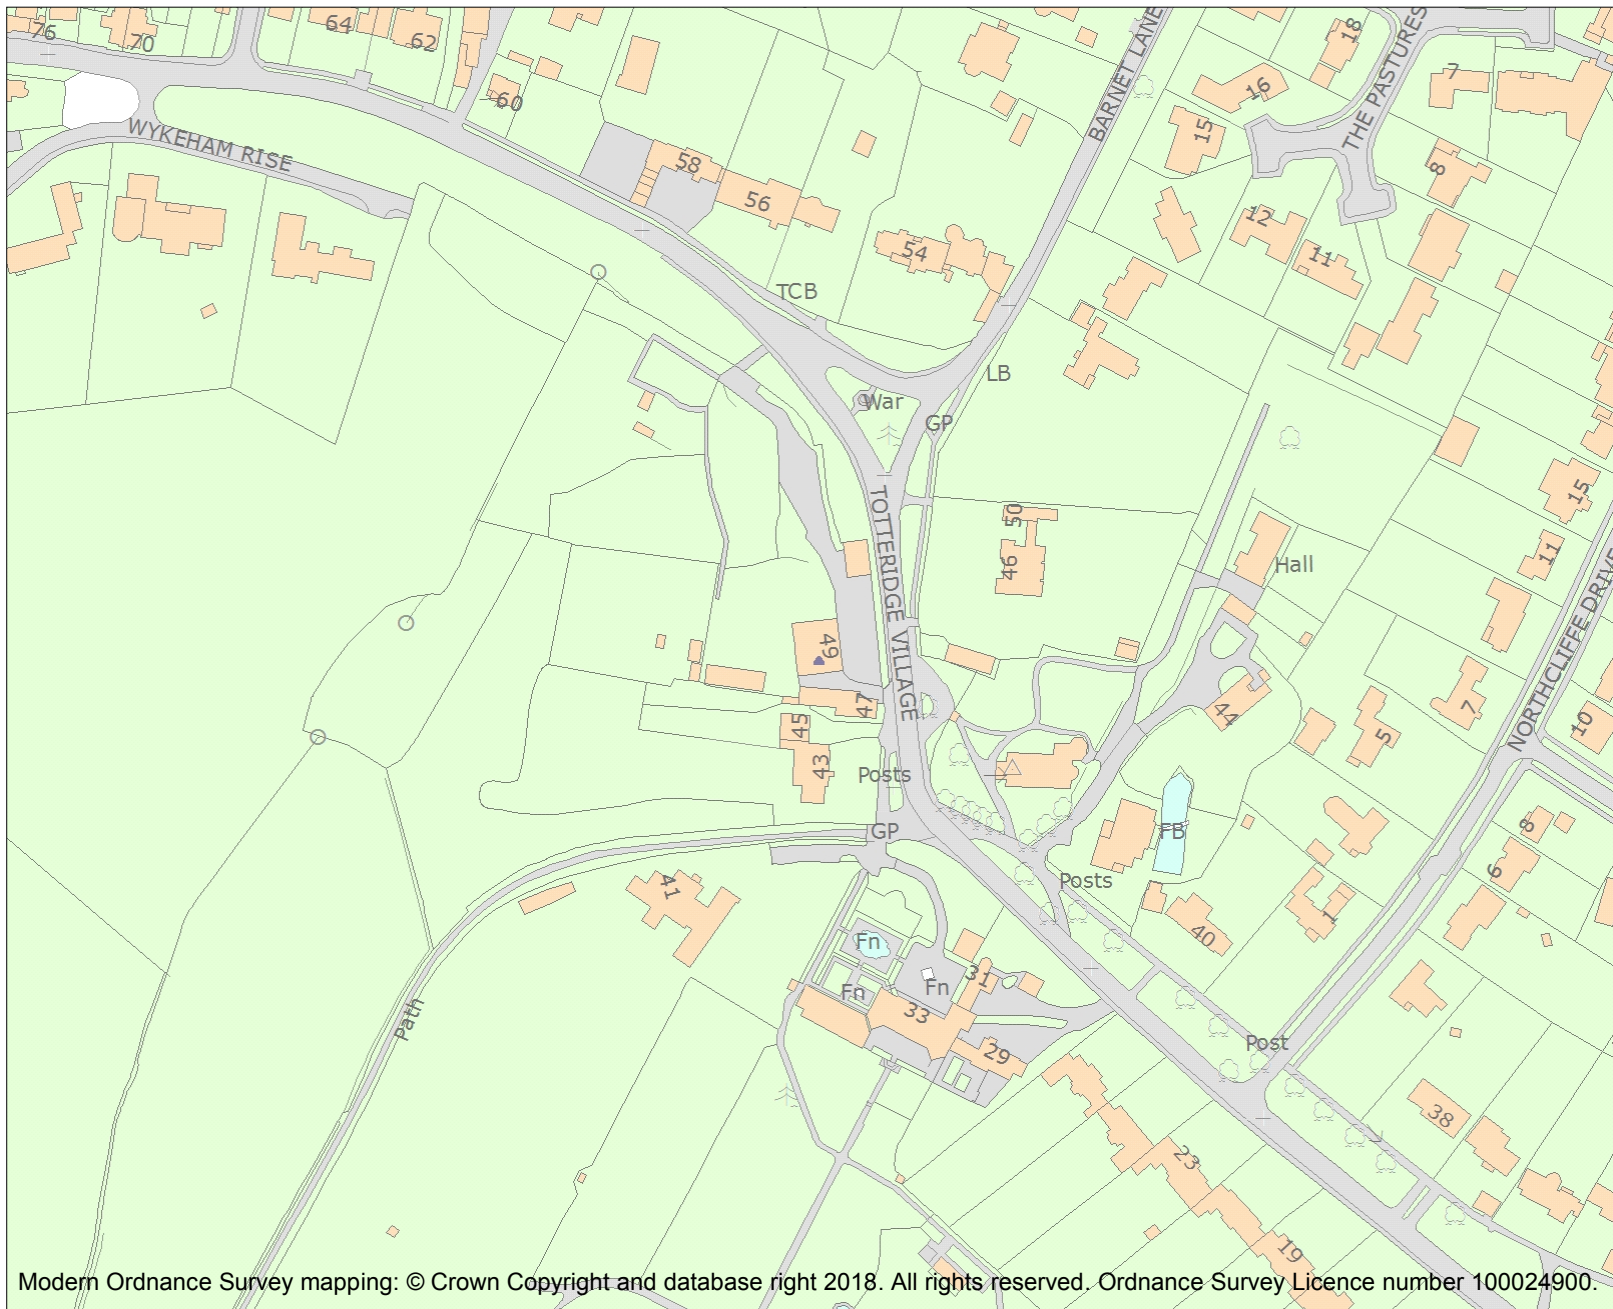 76
70
64
62
60
18
BARNET LANE
THE PASTURES
7
16
15
WYKEHAM RISE
58
56
8
12
11
54
TCB
LB
War
GP
TOTTERIDGE VILLAGE
50
46
15
11
Hall
NORTHCLIFFE DRIVE
49
47
45
43
44
7
5
10
Posts
GP
FB
8
6
41
Posts
1
40
Fn
Fn
Fn
31
33
29
Path
Post
38
23
19
Modern Ordnance Survey mapping: © Crown Copyright and database right 2018. All rights reserved. Ordnance Survey Licence number 100024900.